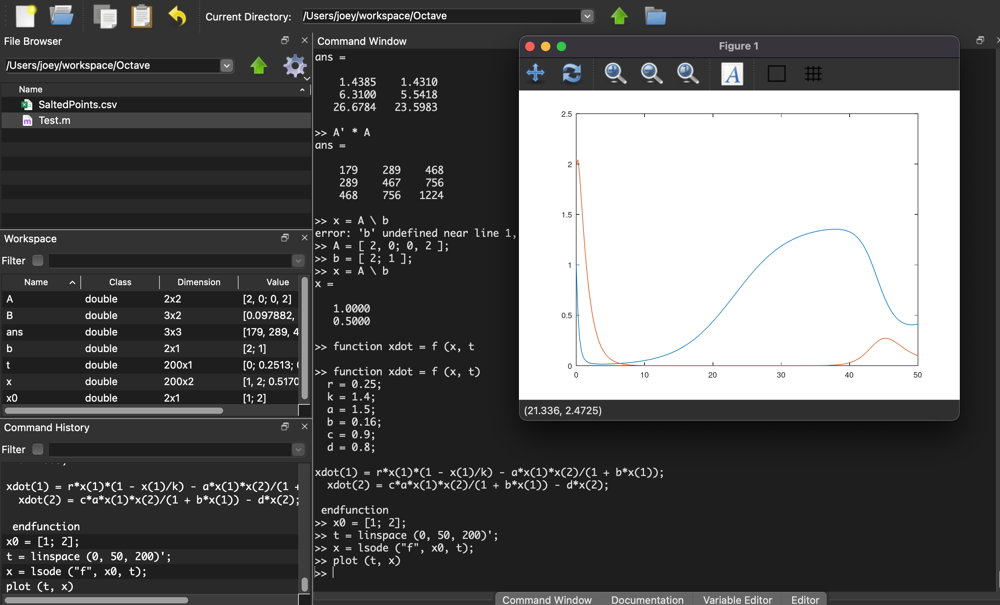 Current Directory: /Users/joey/workspace/Octave
File Browser
/Users/joey/workspace/Octave
Name
SaltedPoints.csv
Test.m
Workspace
Filter
Name Class Dimension Value
A double 2x2 [2, 0; 0, 2]
B double 3x2 [0.097882,
ans double 3x3 [179, 289, 4
b double 2x1 [2; 1]
t double 200x1 [0; 0.2513;
x double 200x2 [1, 2; 0.5170
x0 double 2x1 [1; 2]
Command History
Filter
xdot(1) = r*x(1)*(1 - x(1)/k) - a*x(1)*x(2)/(1 +
xdot(2) = c*a*x(1)*x(2)/(1 + b*x(1)) - d*x(2);
endfunction
x0 = [1; 2];
t = linspace (0, 50, 200)';
x = lsode ("f", x0, t);
plot (t, x)
Command Window
ans =
1.4385 1.4310
6.3100 5.5418
26.6784 23.5983
>> A' * A
ans =
179 289 468
289 467 756
468 756 1224
>> x = A \ b
error: 'b' undefined near line 1,
>> A = [ 2, 0; 0, 2 ];
>> b = [ 2; 1 ];
>> x = A \ b
x =
1.0000
0.5000
>> function xdot = f (x, t
>> function xdot = f (x, t)
r = 0.25;
k = 1.4;
a = 1.5;
b = 0.16;
c = 0.9;
d = 0.8;
xdot(1) = r*x(1)*(1 - x(1)/k) - a*x(1)*x(2)/(1 + b*x(1));
xdot(2) = c*a*x(1)*x(2)/(1 + b*x(1)) - d*x(2);
endfunction
>> x0 = [1; 2];
>> t = linspace (0, 50, 200)';
>> x = lsode ("f", x0, t);
>> plot (t, x)
>>
Figure 1
A
2.5
2
1.5
1
0.5
0
0 10 20 30 40 50
(21.336, 2.4725)
Command Window Documentation Variable Editor Editor